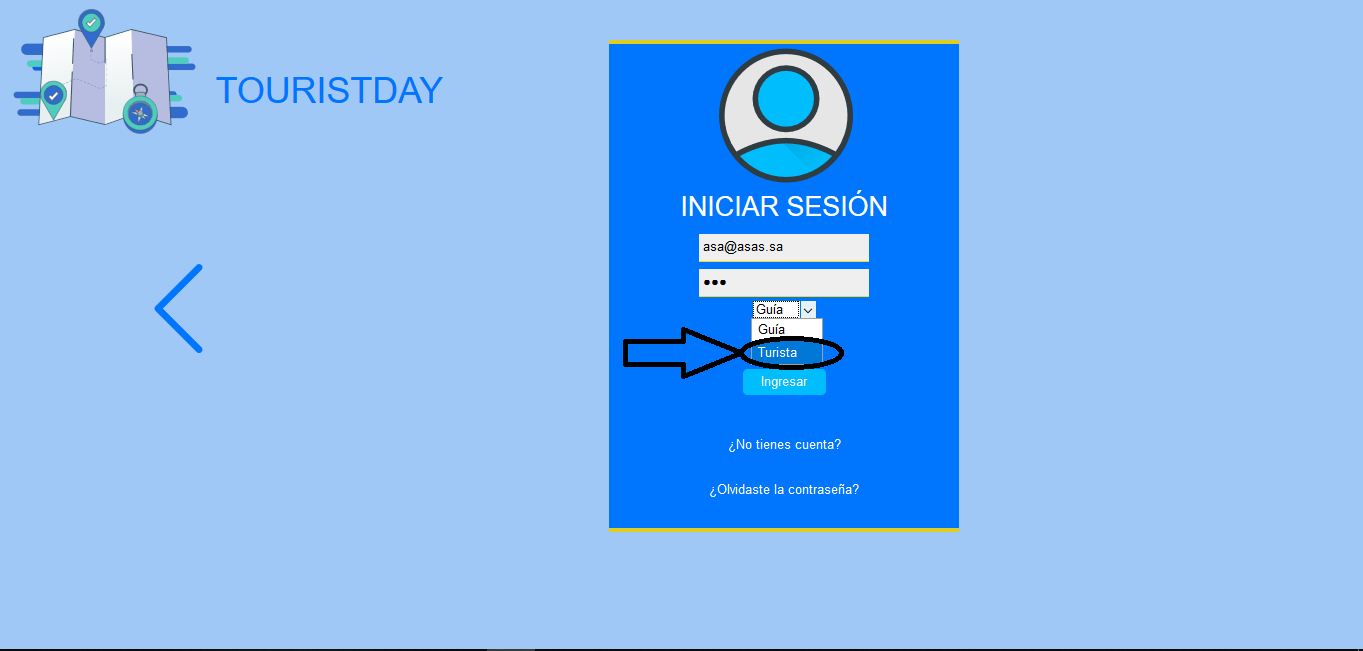 TOURISTDAY
INICIAR SESIÓN
asa@asas.sa
•••
Guía
Guía
Turista
Ingresar
¿No tienes cuenta?
¿Olvidaste la contraseña?